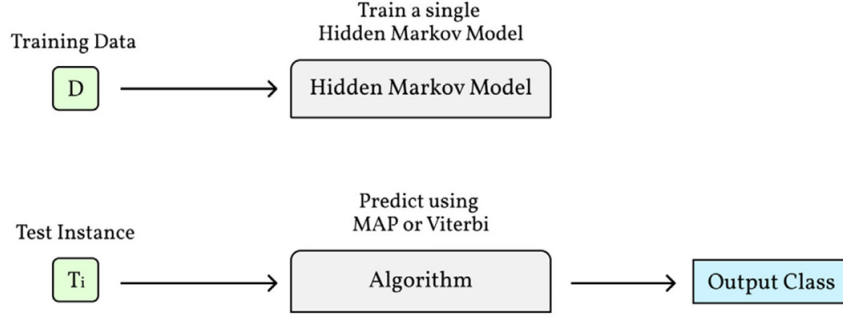 Train a single
Hidden Markov Model
Training Data
D
Hidden Markov Model
Predict using
MAP or Viterbi
Test Instance
Ti
Algorithm
Output Class